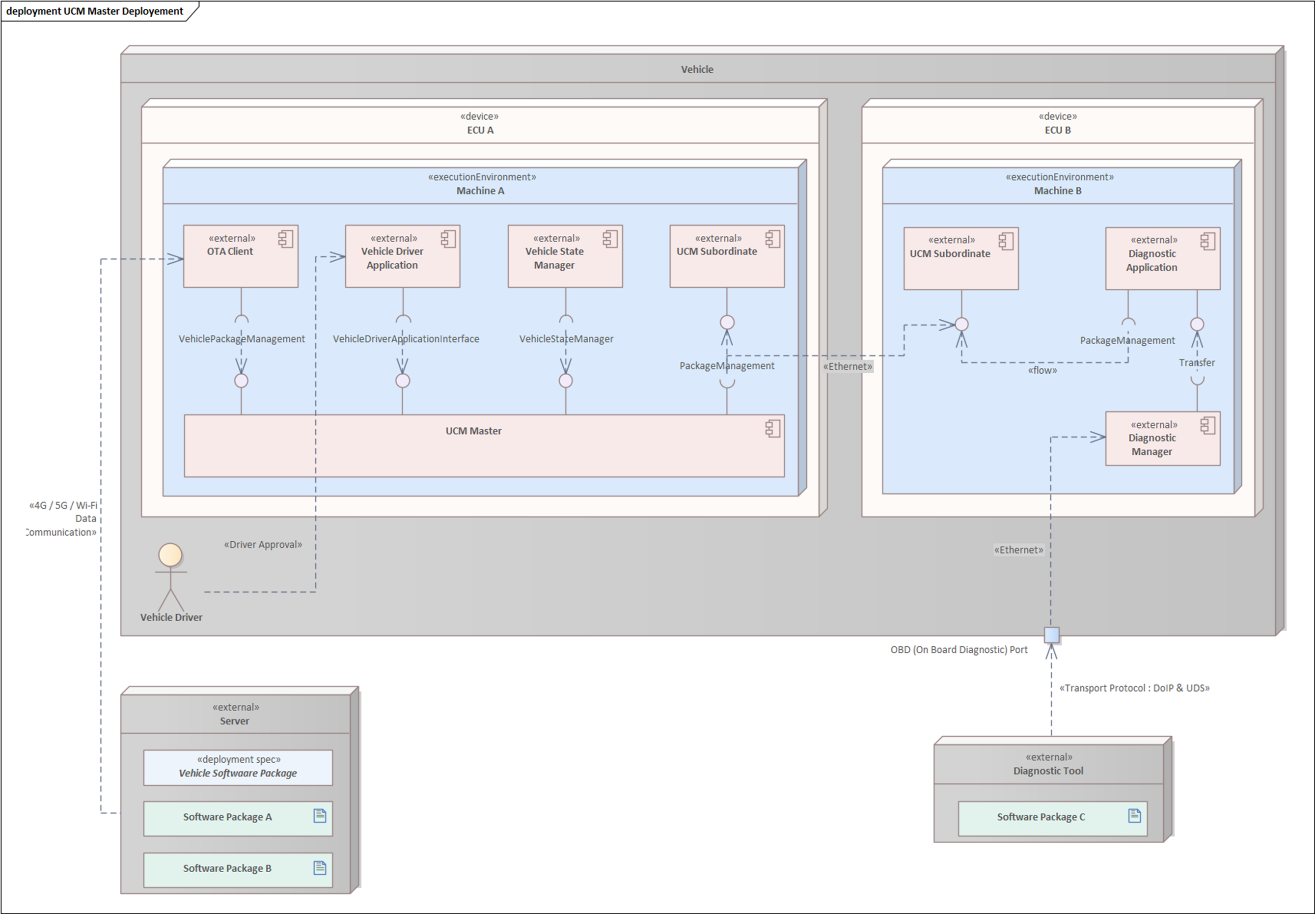 deployment UCM Master Deployement
Vehicle
«device»
ECU A
«executionEnvironment»
Machine A
«external»
OTA Client
«external»
Vehicle Driver
Application
«external»
Vehicle State
Manager
«external»
UCM Subordinate
VehiclePackageManagement
VehicleDriverApplicationInterface
VehicleStateManager
PackageManagement
UCM Master
«Ethernet»
«device»
ECU B
«executionEnvironment»
Machine B
«external»
UCM Subordinate
«external»
Diagnostic
Application
PackageManagement
«flow»
Transfer
«external»
Diagnostic
Manager
«4G / 5G / Wi-Fi
Data
Communication»
«Driver Approval»
Vehicle Driver
«Ethernet»
OBD (On Board Diagnostic) Port
«Transport Protocol : DoIP & UDS»
«external»
Server
«deployment spec»
Vehicle Softwaare Package
Software Package A
Software Package B
«external»
Diagnostic Tool
Software Package C